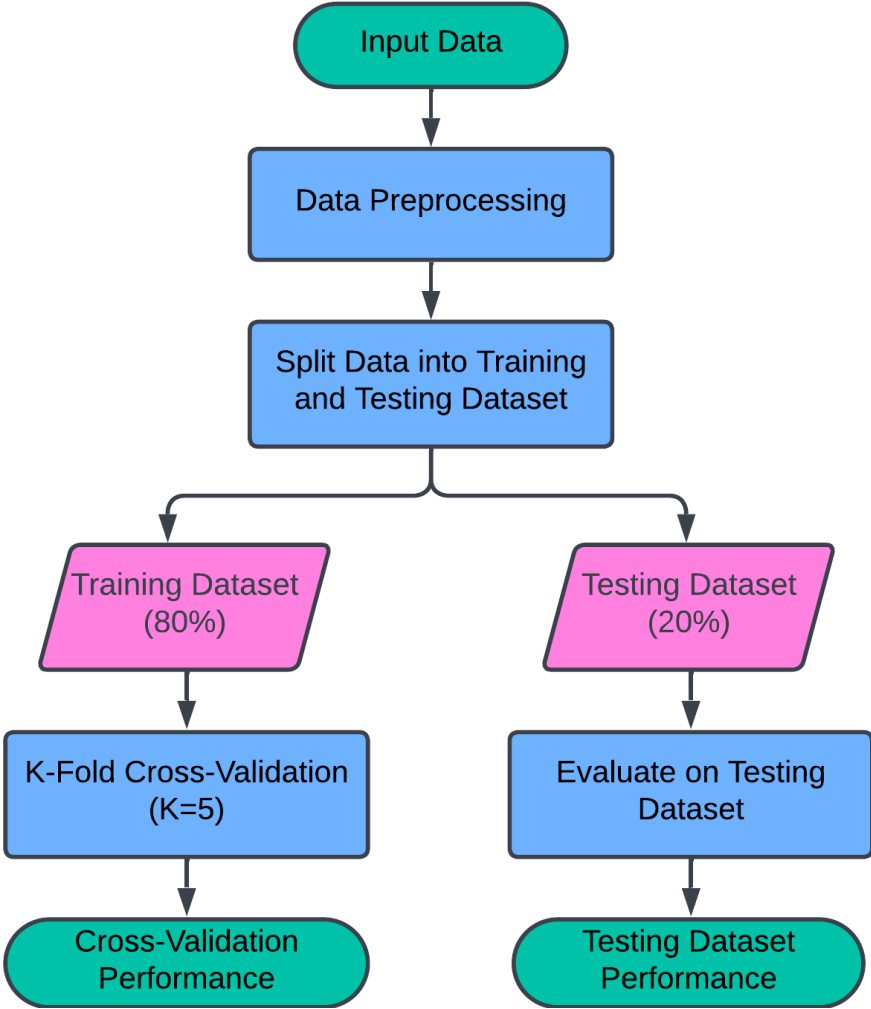 Input Data
Data Preprocessing
Split Data into Training
and Testing Dataset
Training Dataset
(80%)
Testing Dataset
(20%)
K-Fold Cross-Validation
(K=5)
Evaluate on Testing
Dataset
Cross-Validation
Performance
Testing Dataset
Performance